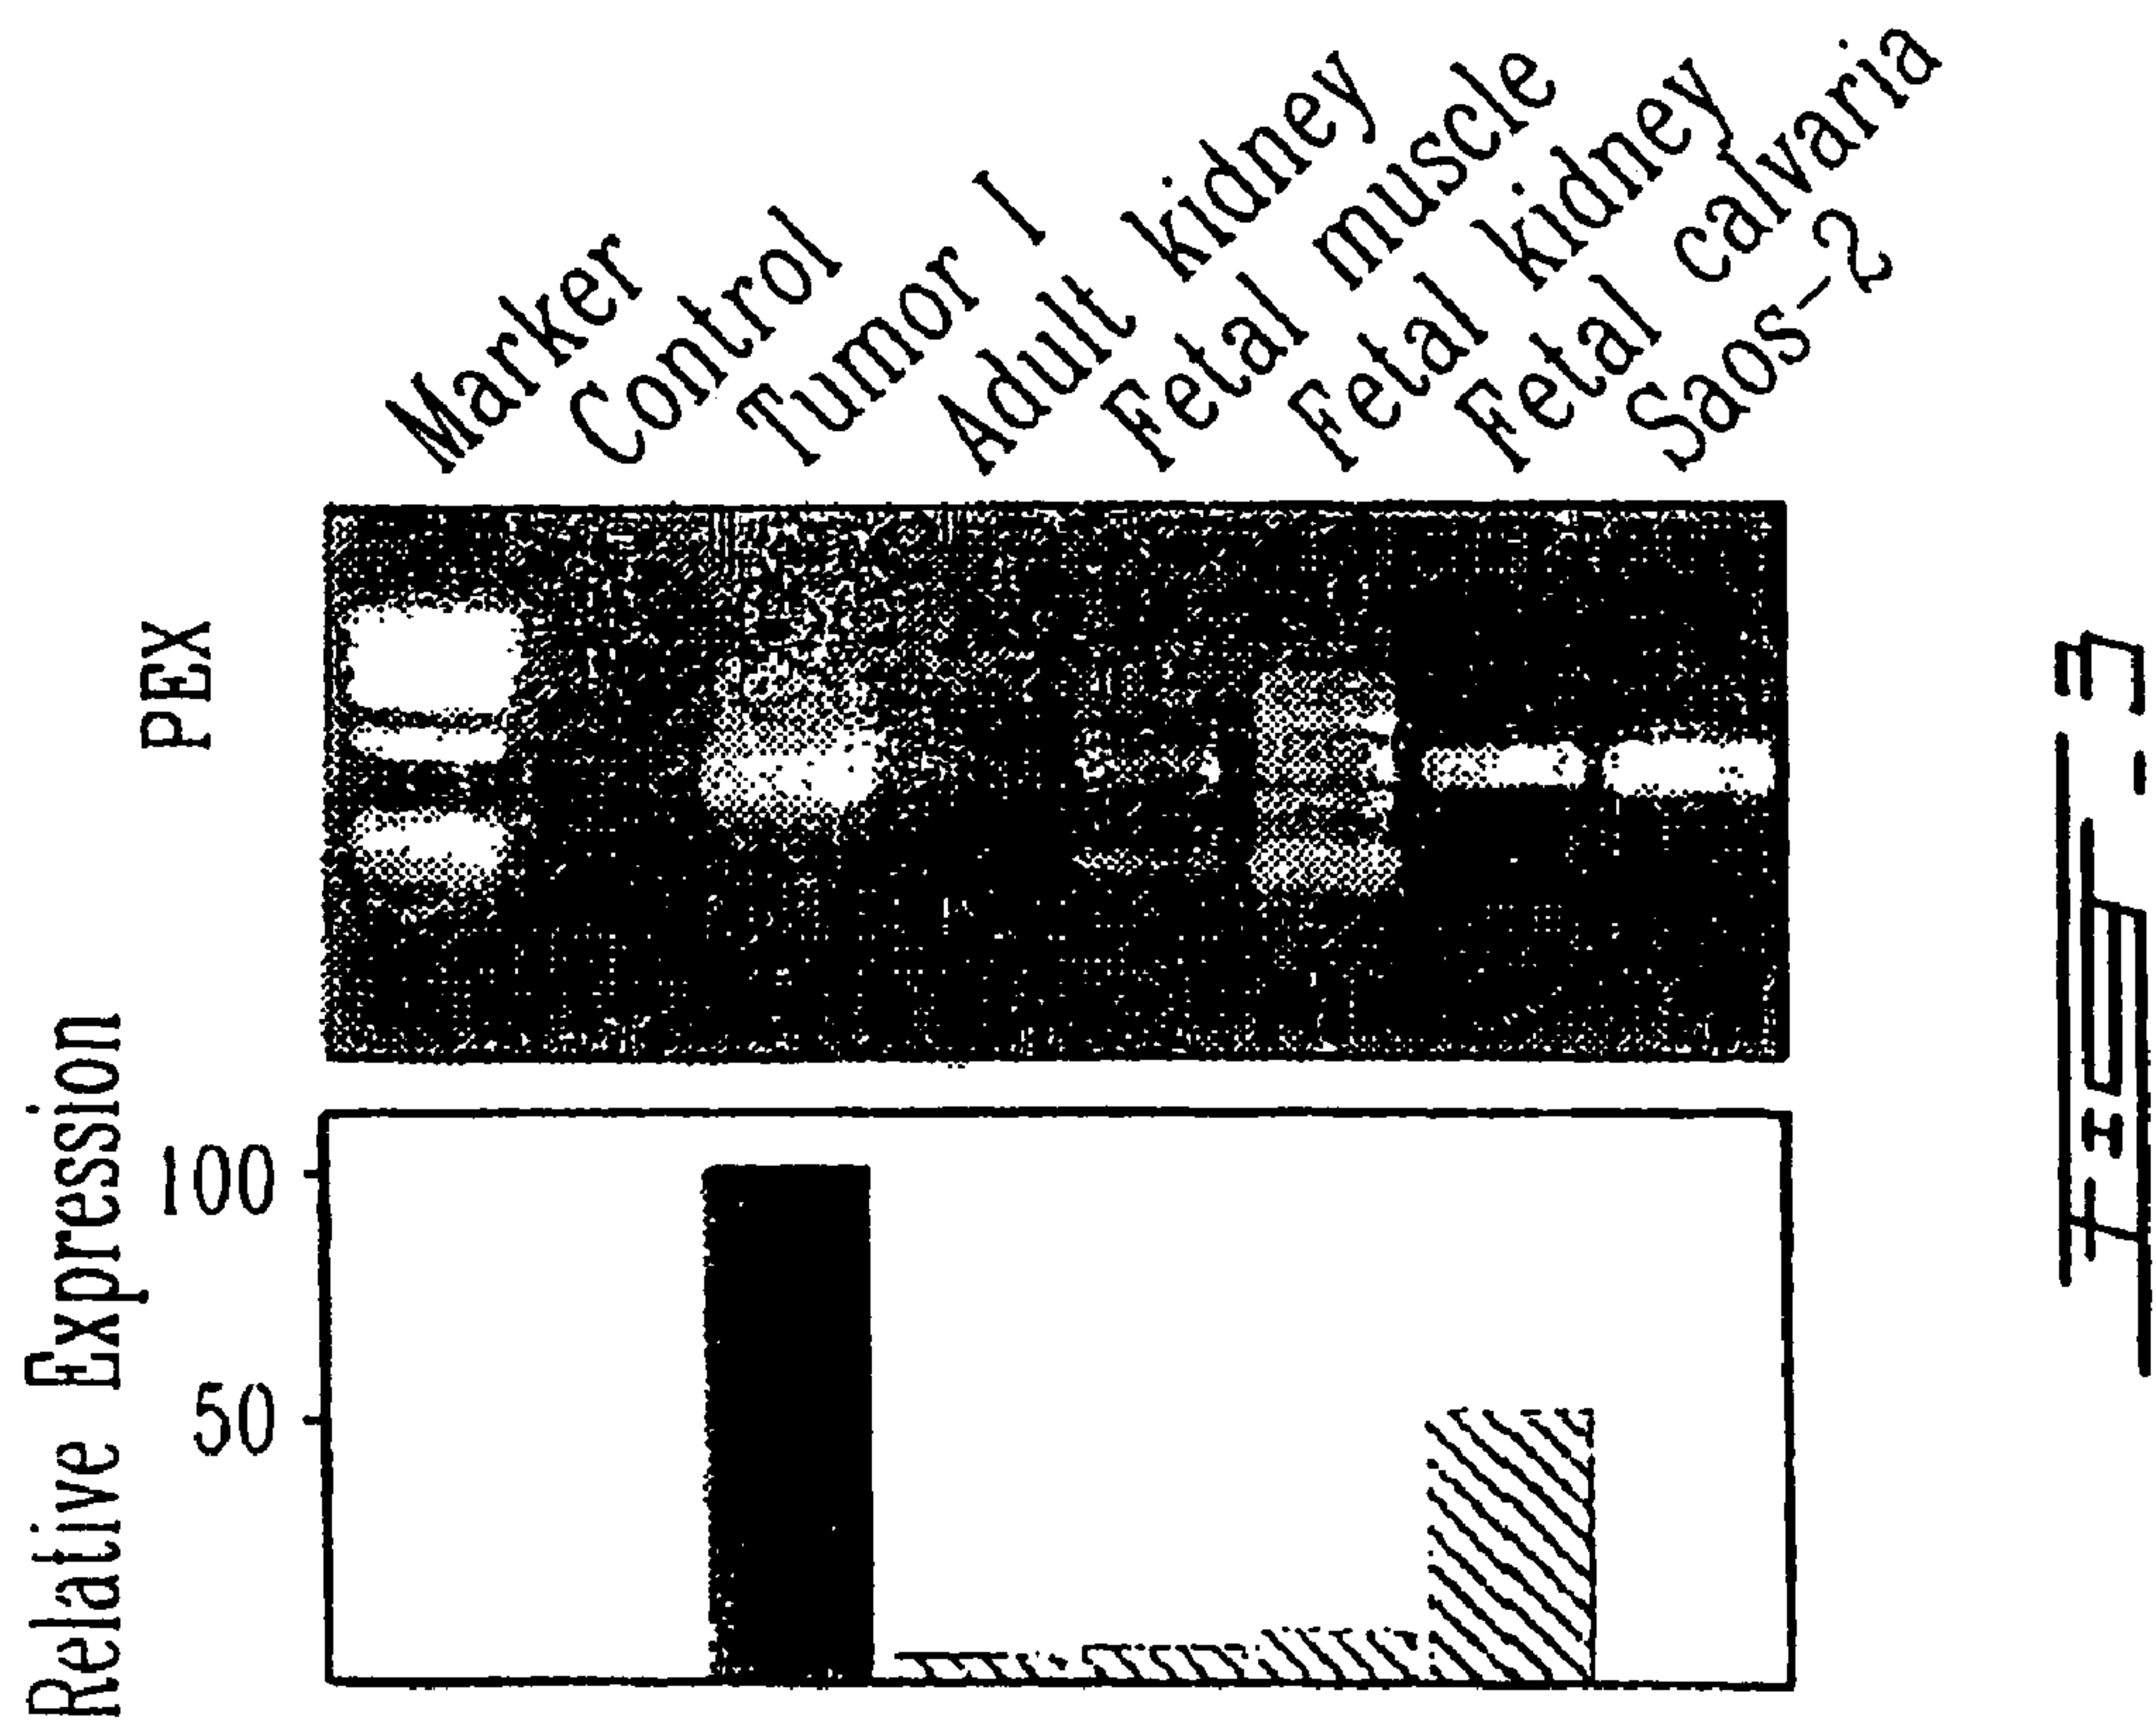 Marker
Control
Tumor 1
Adult kidney
Fetal muscle
Fetal kidney
Fetal calvaria
Saos-2
PEX
Relative Expression
100
50
Fig-3